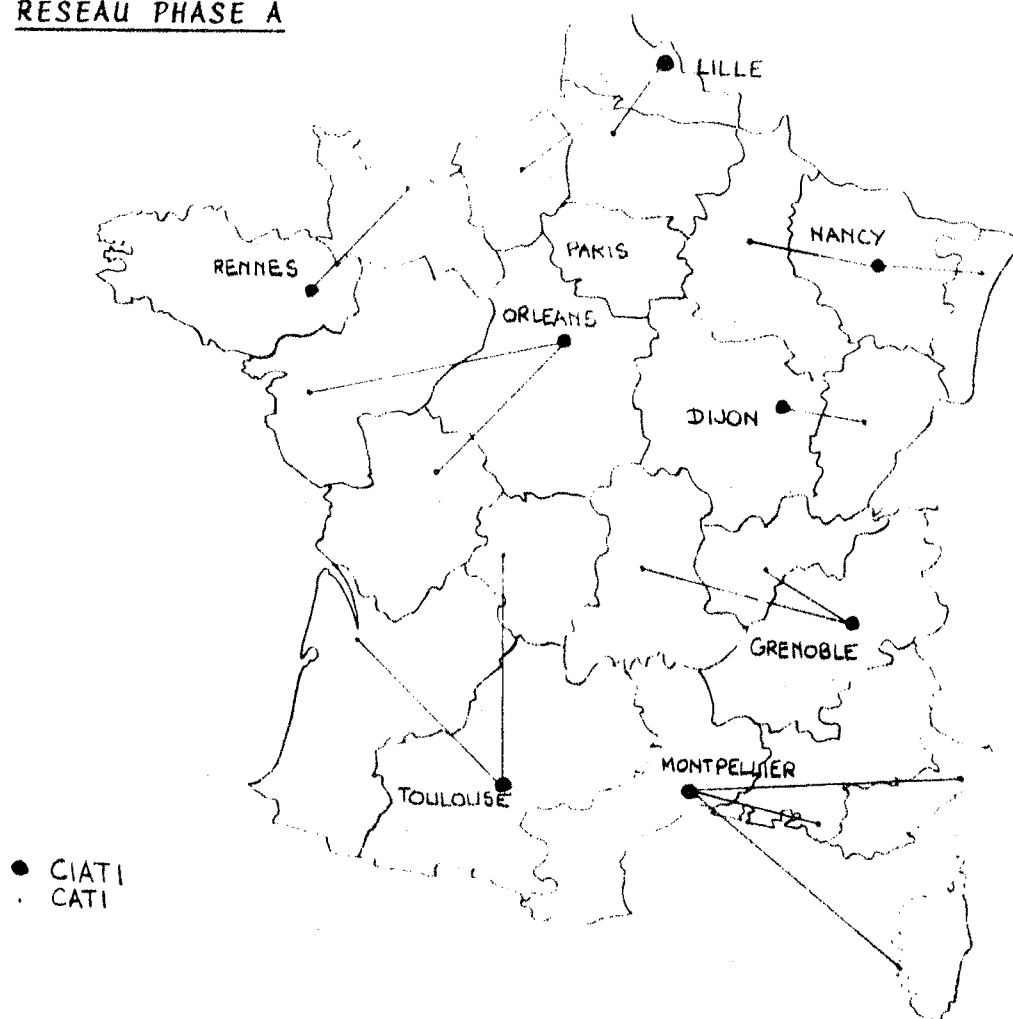 RESEAU PHASE A
LILLE
NANCY
PARIS
RENNES
ORLEANS
DIJON
GRENOBLE
MONTPELLIER
TOULOUSE
CIATI
CATI